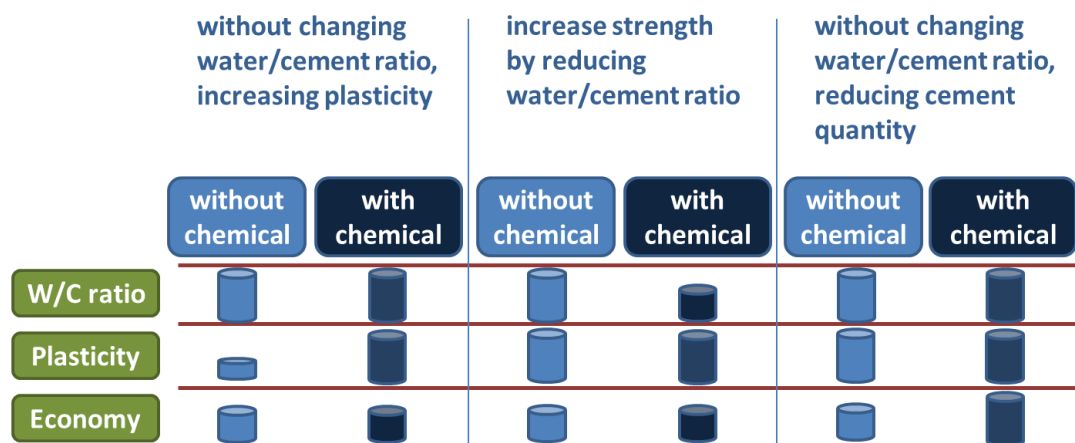 without changing
water/cement ratio,
increasing plasticity
increase strength
by reducing
water/cement ratio
without changing
water/cement ratio,
reducing cement
quantity
without
chemical
with
chemical
without
chemical
with
chemical
without
chemical
with
chemical
W/C ratio
Plasticity
Economy